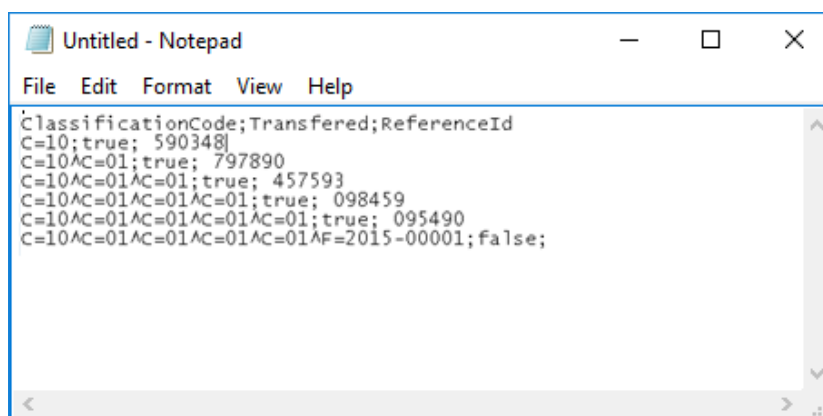 Untitled - Notepad
File Edit Format View Help
ClassificationCode;Transfered;ReferenceId
C=10;true; 590348
C=10^C=01;true; 797890
C=10^C=01^C=01;true; 457593
C=10^C=01^C=01^C=01;true; 098459
C=10^C=01^C=01^C=01^C=01;true; 095490
C=10^C=01^C=01^C=01^C=01^F=2015-00001;false;